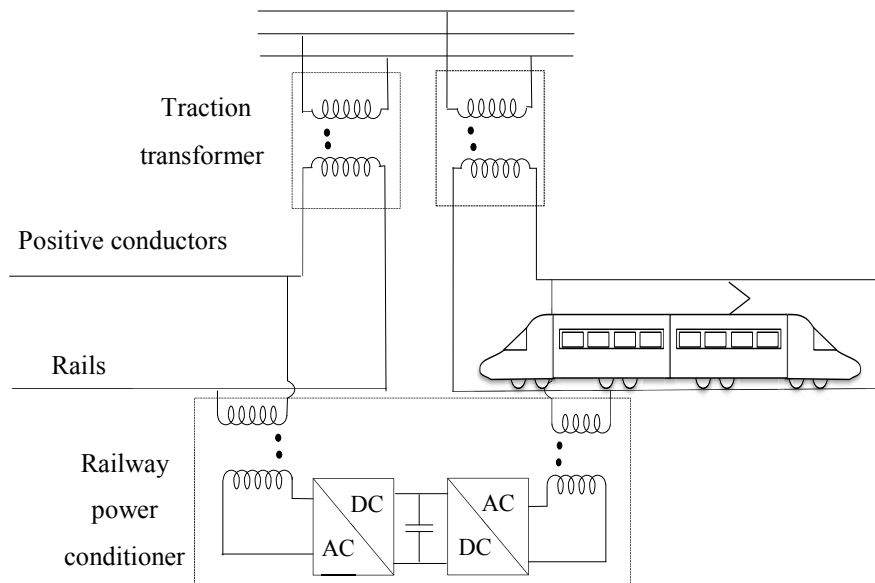 Traction
transformer
Positive conductors
Rails
Railway
power
conditioner
DC
AC
AC
DC